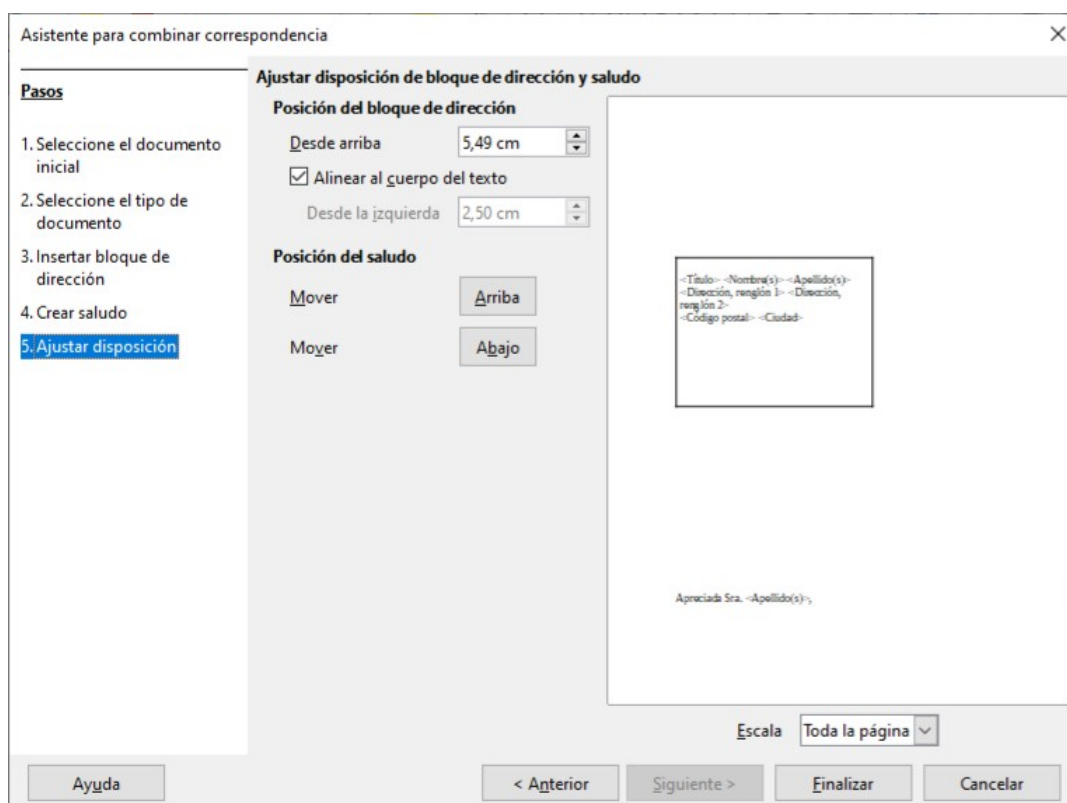 Asistente para combinar correspondencia
Pasos
1. Seleccione el documento
inicial
2. Seleccione el tipo de
documento
3. Insertar bloque de
dirección
4. Crear saludo
5. Ajustar disposición
Ajustar disposición de bloque de dirección y saludo
Posición del bloque de dirección
Desde arriba 5,49 cm
Alinear al cuerpo del texto
Desde la izquierda 2,50 cm
Posición del saludo
Mover Arriba
Mover Abajo
<Título> <Nombre(s)> <Apellido(s)>
<Dirección, renglón 1> <Dirección,
renglón 2>
<Código postal> <Ciudad>
Apreciada Sra. <Apellido(s)>,
Escala Toda la página
Ayuda < Anterior Siguiente > Finalizar Cancelar